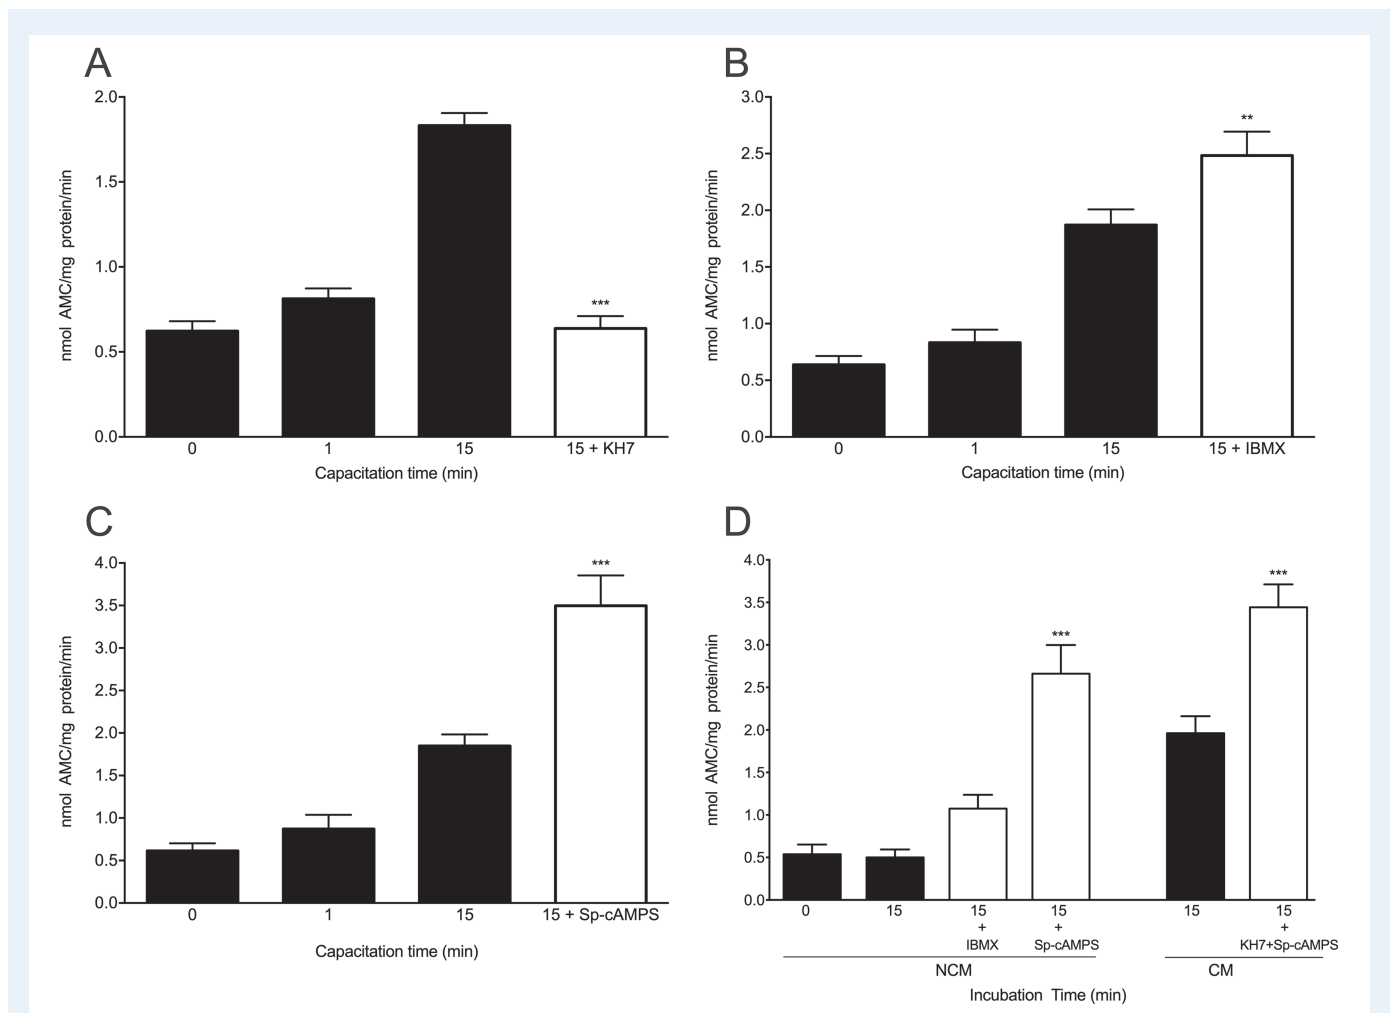 A
nmol AMC/mg protein/min
2.0
1.5
1.0
0.5
0.0
***
0 1 15 15 + KH7
Capacitation time (min)
B
nmol AMC/mg protein/min
3.0
2.5
2.0
1.5
1.0
0.5
0.0
**
0 1 15 15 + IBMX
Capacitation time (min)
C
nmol AMC/mg protein/min
4.0
3.5
3.0
2.5
2.0
1.5
1.0
0.5
0.0
***
0 1 15 15 + Sp-cAMPS
Capacitation time (min)
D
nmol AMC/mg protein/min
4.0
3.5
3.0
2.5
2.0
1.5
1.0
0.5
0.0
***
***
0 15 15 15 15 15
+ + +
IBMX Sp-cAMPS KH7+Sp-cAMPS
NCM CM
Incubation Time (min)